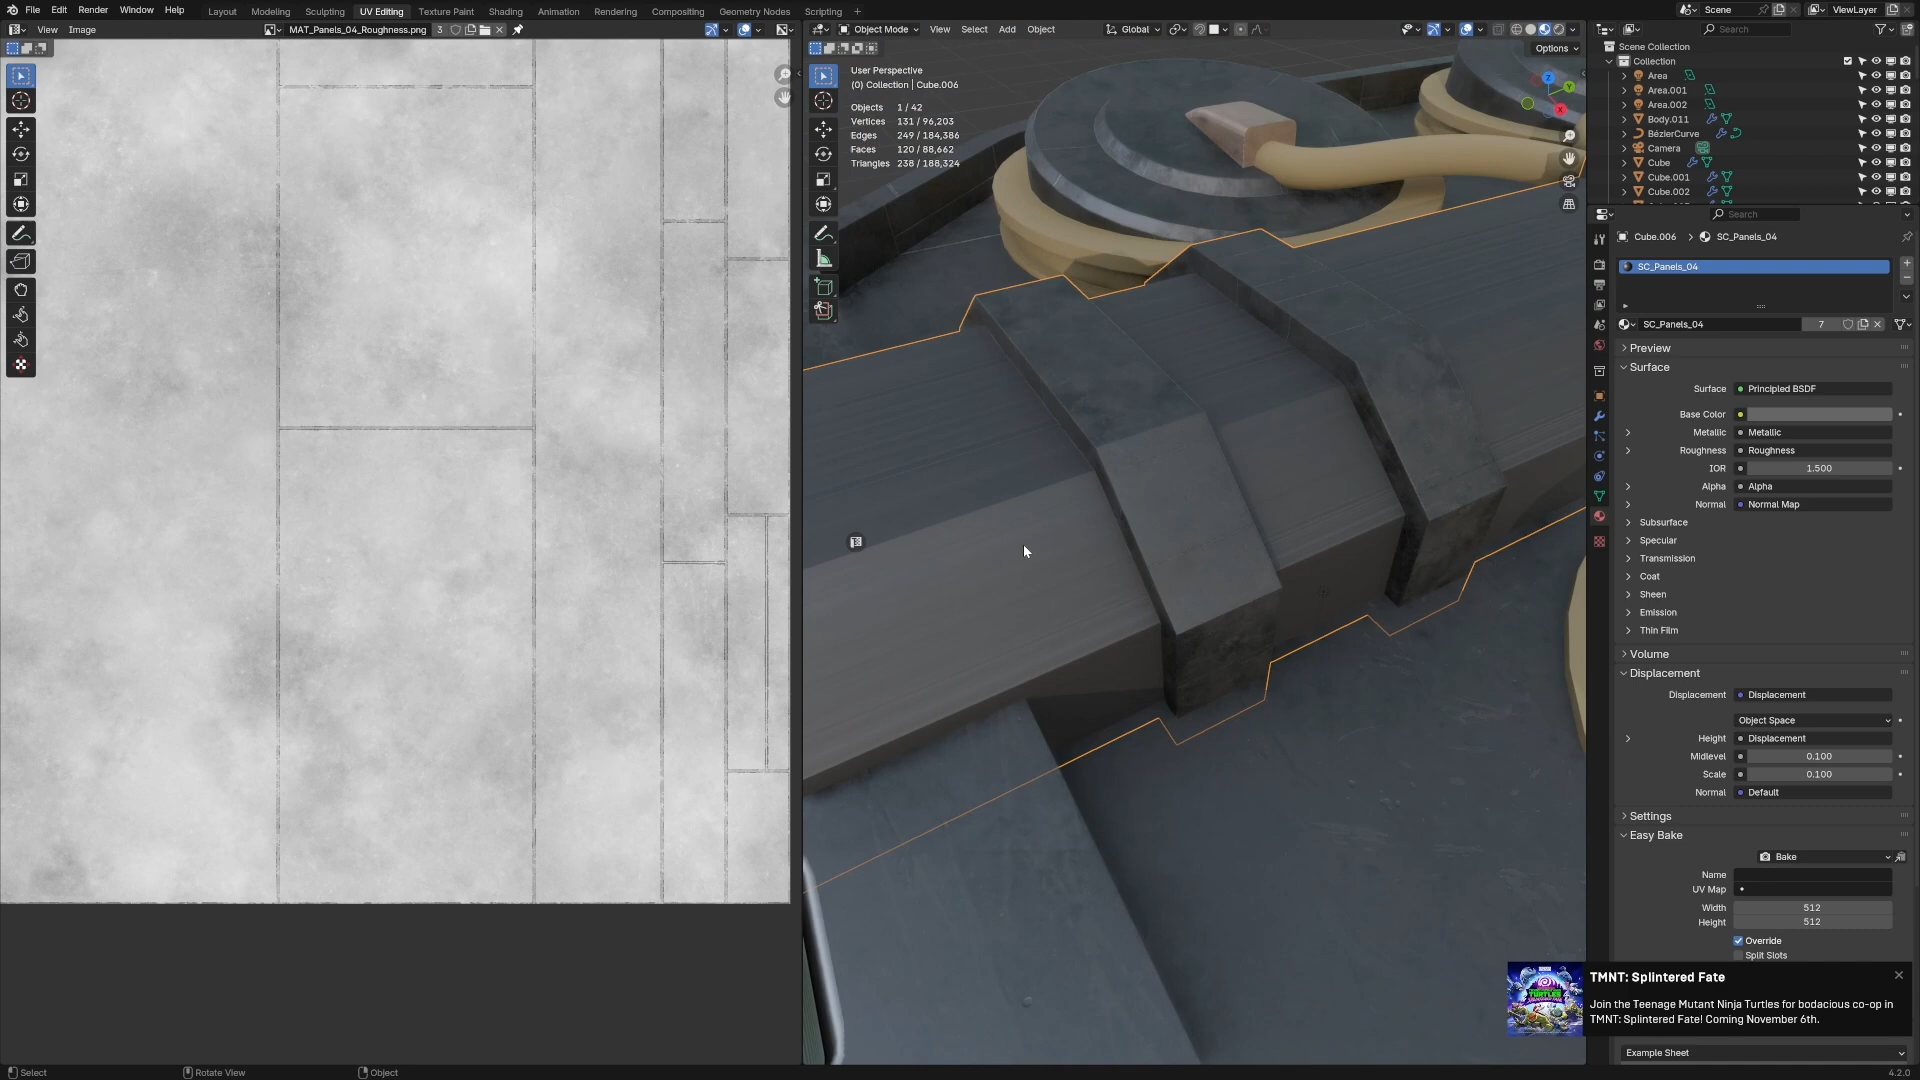 File Edit Render Window Help Layout Modeling Sculpting UV Editing Texture Paint Shading Animation Rendering Compositing Geometry Nodes Scripting + Scene ViewLayer
View Image MAT_Panels_04_Roughness.png 3
Object Mode View Select Add Object Global
Options
User Perspective
(0) Collection | Cube.006
Objects 1 / 42
Vertices 131 / 96,203
Edges 249 / 184,386
Faces 120 / 88,662
Triangles 238 / 188,324
Z
Y
X
Search
Scene Collection
Collection
Area
Area.001
Area.002
Body.011
BézierCurve
Camera
Cube
Cube.001
Cube.002
Search
Cube.006 > SC_Panels_04
SC_Panels_04
SC_Panels_04 7
Preview
Surface
Surface Principled BSDF
Base Color
Metallic Metallic
Roughness Roughness
IOR 1.500
Alpha Alpha
Normal Normal Map
Subsurface
Specular
Transmission
Coat
Sheen
Emission
Thin Film
Volume
Displacement
Displacement Displacement
Object Space
Height Displacement
Midlevel 0.100
Scale 0.100
Normal Default
Settings
Easy Bake
Bake
Name
UV Map
Width 512
Height 512
Override
Split Slots
TMNT: Splintered Fate
Join the Teenage Mutant Ninja Turtles for bodacious co-op in
TMNT: Splintered Fate! Coming November 6th.
Example Sheet
Select Rotate View Object 4.2.0